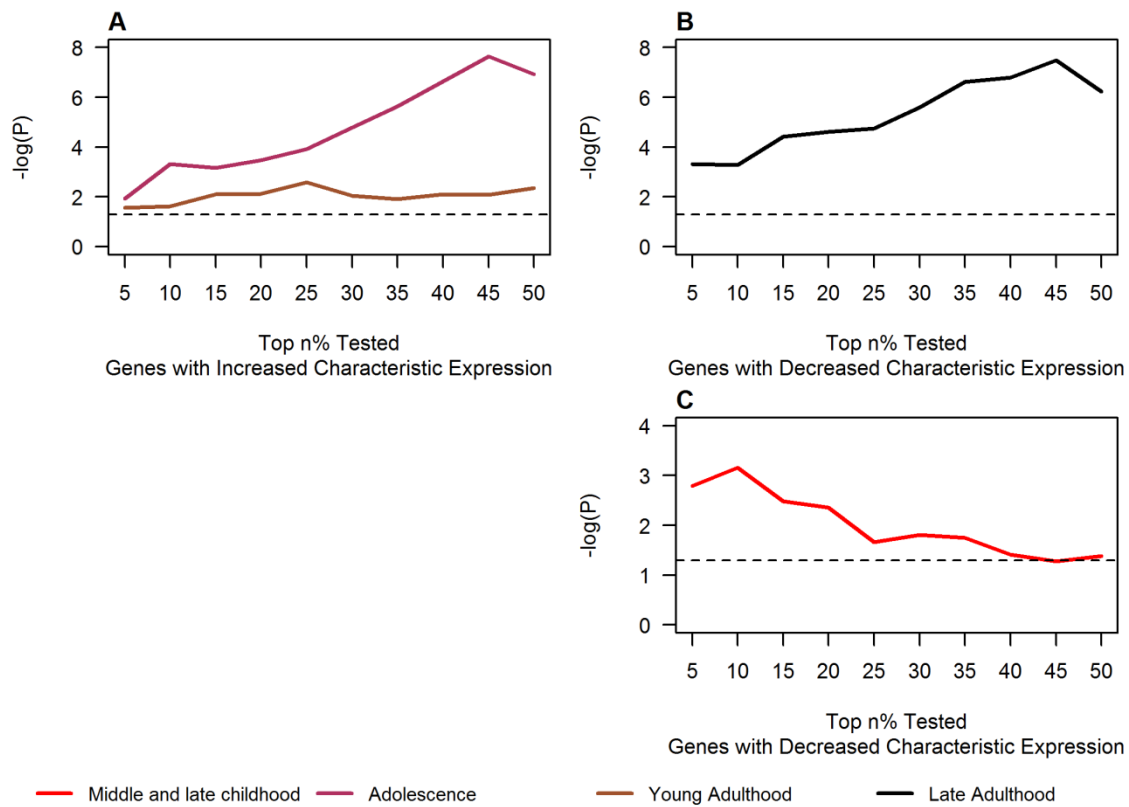 A
8
6
4
2
0
-log(P)
5 10 15 20 25 30 35 40 45 50
Top n% Tested
Genes with Increased Characteristic Expression
B
8
6
4
2
0
-log(P)
5 10 15 20 25 30 35 40 45 50
Top n% Tested
Genes with Decreased Characteristic Expression
C
4
3
2
1
0
-log(P)
5 10 15 20 25 30 35 40 45 50
Top n% Tested
Genes with Decreased Characteristic Expression
Middle and late childhood Adolescence Young Adulthood Late Adulthood